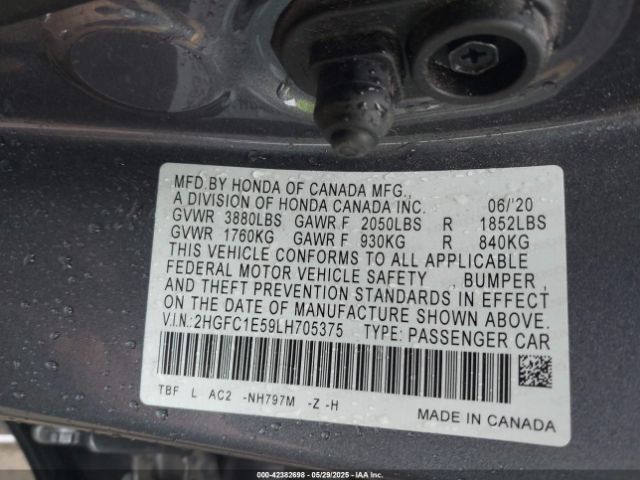 MFD.BY HONDA OF CANADA MFG.,
A DIVISION OF HONDA CANADA INC. 06/'20
GVWR 3880LBS GAWR F 2050LBS R 1852LBS
GVWR 1760KG GAWR F 930KG R 840KG
THIS VEHICLE CONFORMS TO ALL APPLICABLE
FEDERAL MOTOR VEHICLE SAFETY , BUMPER ,
AND THEFT PREVENTION STANDARDS IN EFFECT
ON THE DATE OF MANUFACTURE SHOWN ABOVE.
V.I.N.:2HGFC1E59LH705375 TYPE: PASSENGER CAR
TBF L AC2 -NH797M -Z -H
MADE IN CANADA
000-42382698 - 05/29/2025 - IAA Inc.